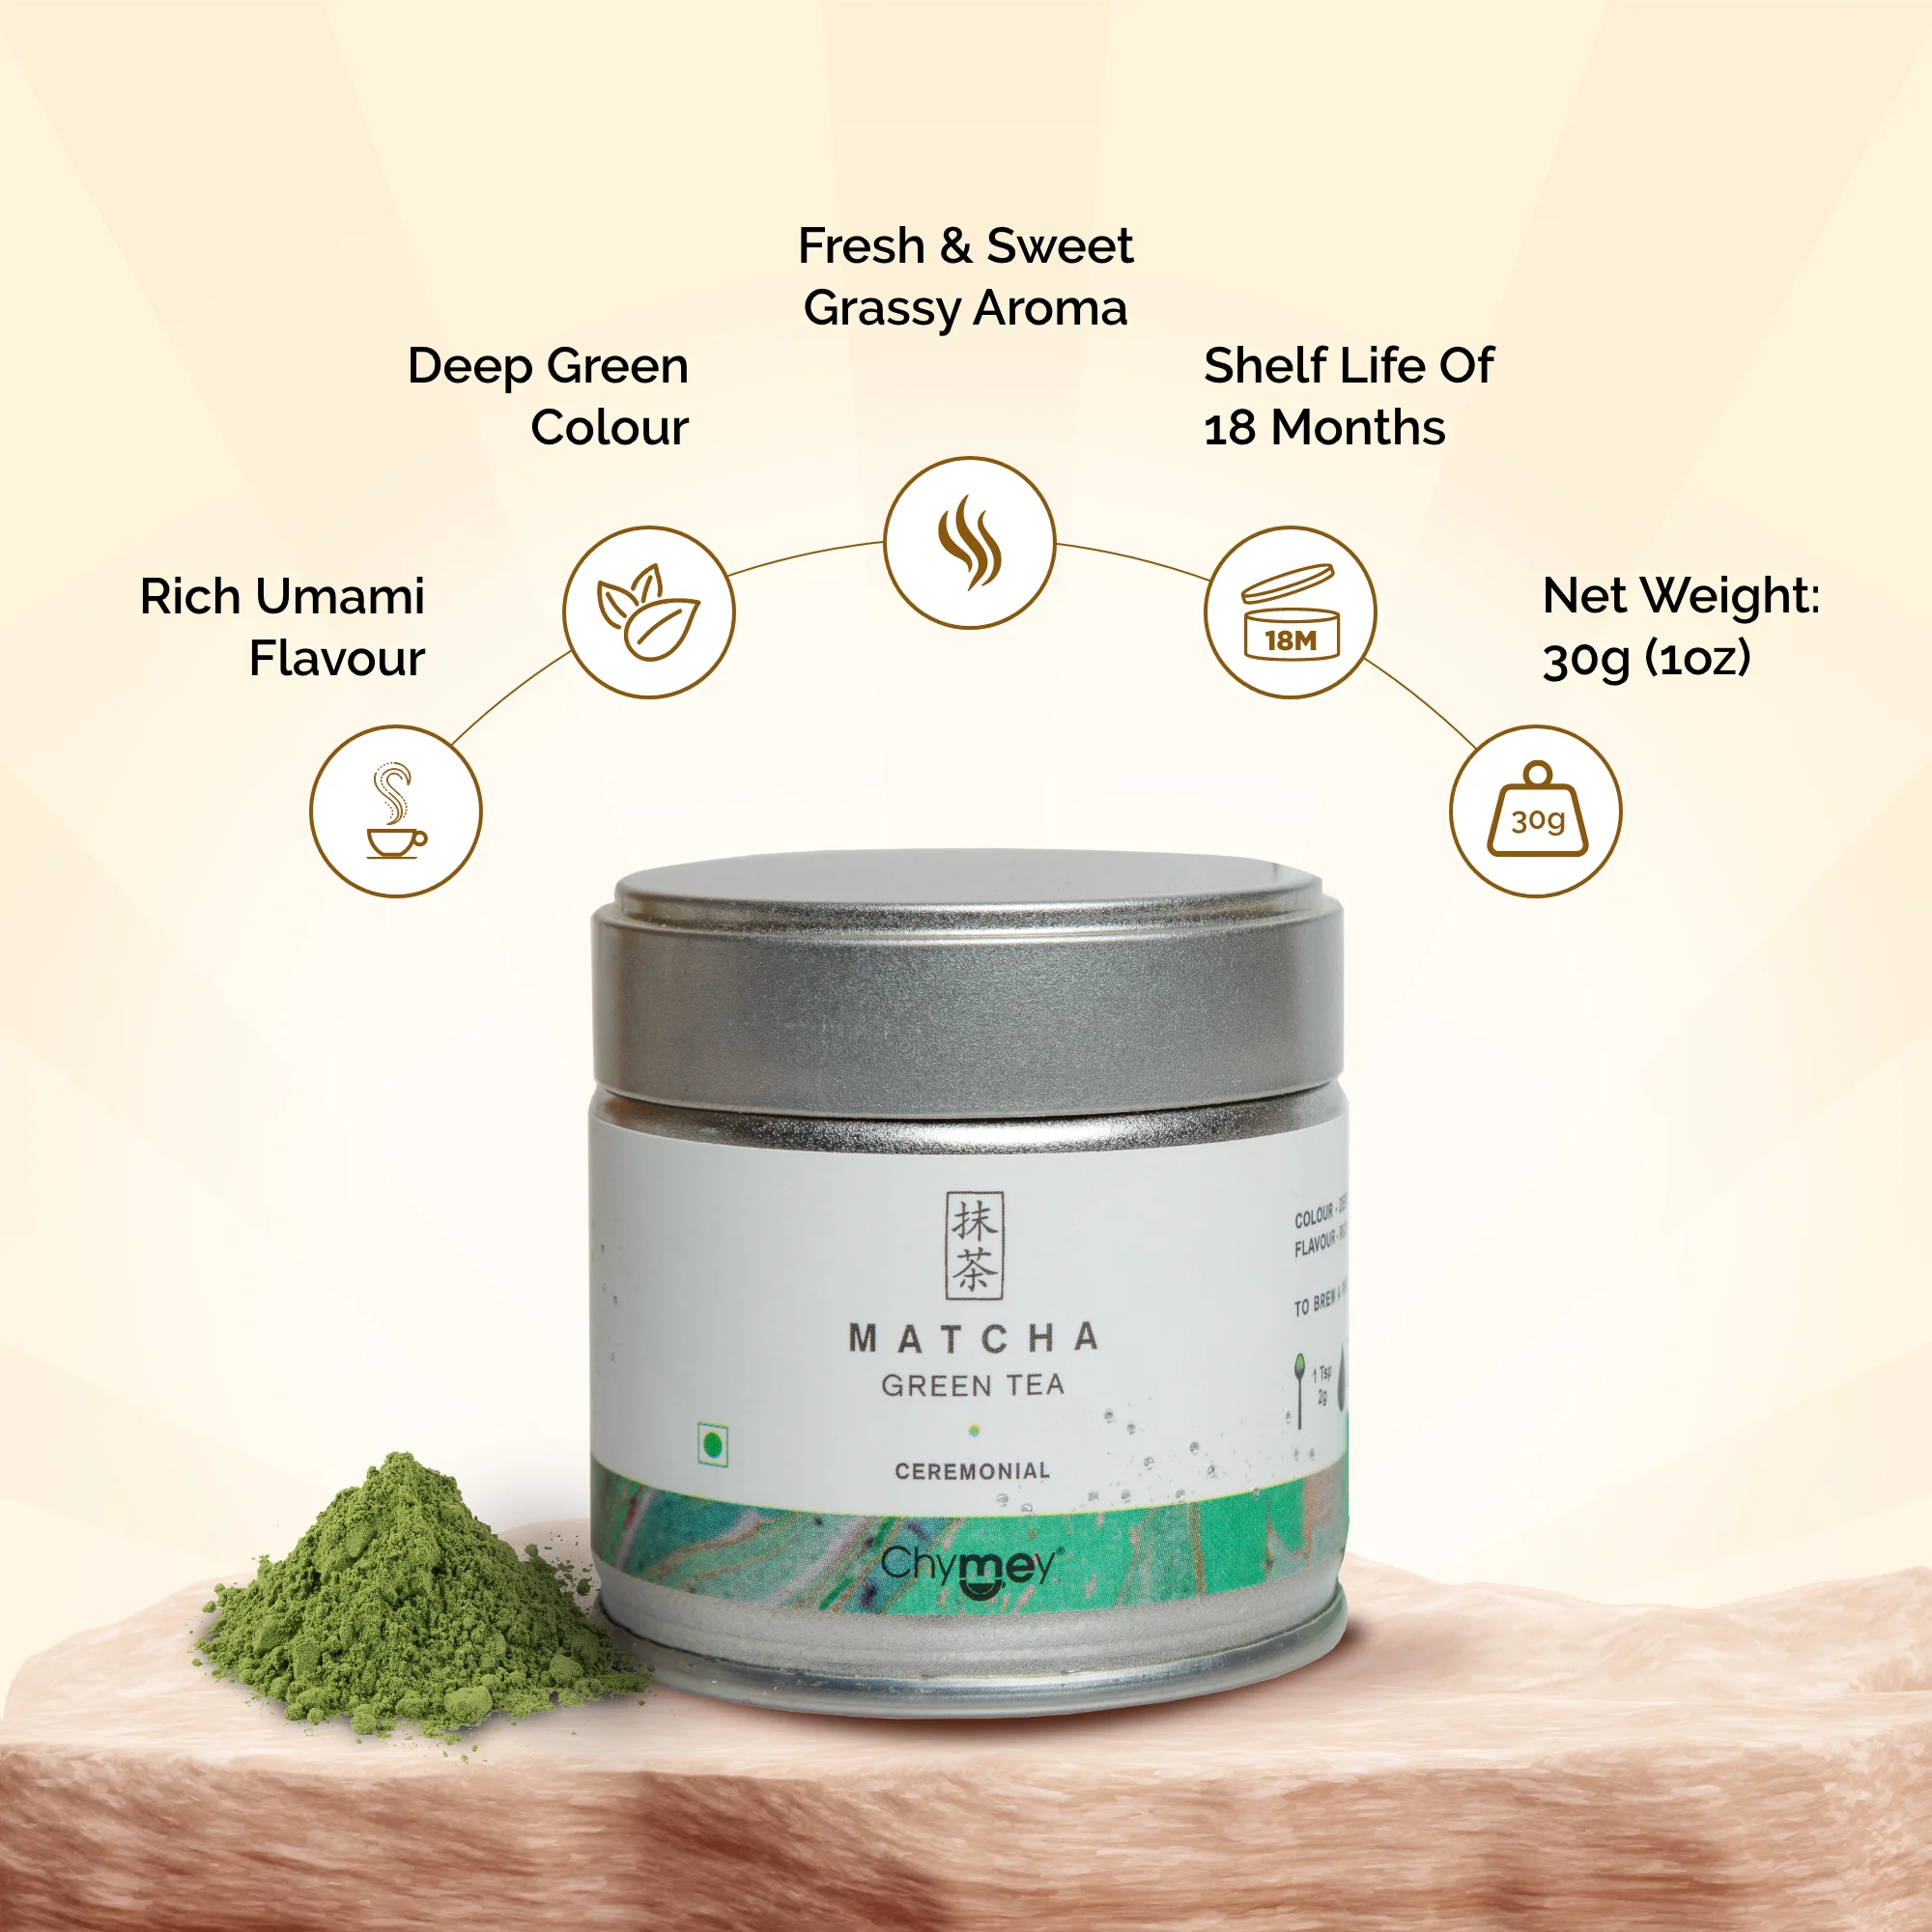 Fresh & Sweet
Grassy Aroma
Deep Green
Colour
Shelf Life Of
18 Months
Rich Umami
Flavour
Net Weight:
30g (1oz)
18M
30g
抹
茶
MATCHA
GREEN TEA
CEREMONIAL
Chymey®
COLOUR -
FLAVOUR -
TO BREW A
1 Tsp
2g